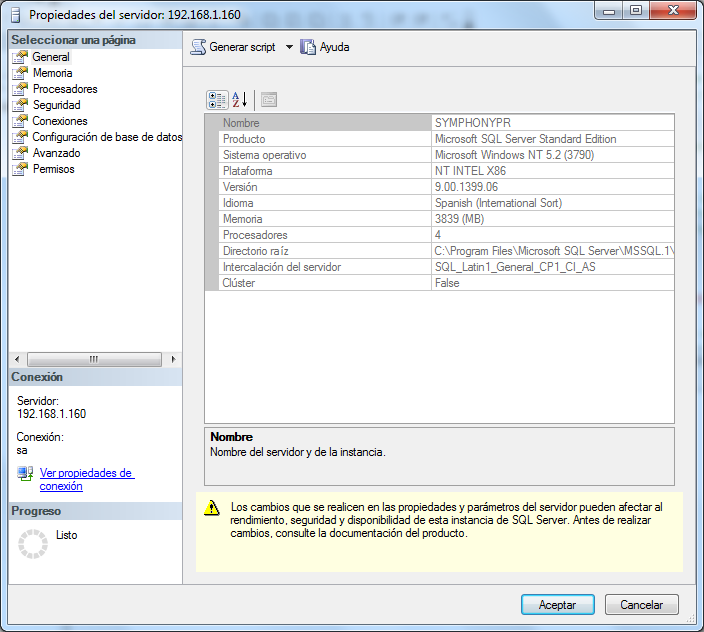 Propiedades del servidor: 192.168.1.160
Seleccionar una página
General
Memoria
Procesadores
Seguridad
Conexiones
Configuración de base de datos
Avanzado
Permisos
Conexión
Servidor:
192.168.1.160
Conexión:
sa
Ver propiedades de
conexión
Progreso
Listo
Generar script
Ayuda
Nombre SYMPHONYPR
Producto Microsoft SQL Server Standard Edition
Sistema operativo Microsoft Windows NT 5.2 (3790)
Plataforma NT INTEL X86
Versión 9.00.1399.06
Idioma Spanish (International Sort)
Memoria 3839 (MB)
Procesadores 4
Directorio raíz C:\Program Files\Microsoft SQL Server\MSSQL.1\
Intercalación del servidor SQL_Latin1_General_CP1_CI_AS
Clúster False
Nombre
Nombre del servidor y de la instancia.
Los cambios que se realicen en las propiedades y parámetros del servidor pueden afectar al
rendimiento, seguridad y disponibilidad de esta instancia de SQL Server. Antes de realizar
cambios, consulte la documentación del producto.
Aceptar
Cancelar